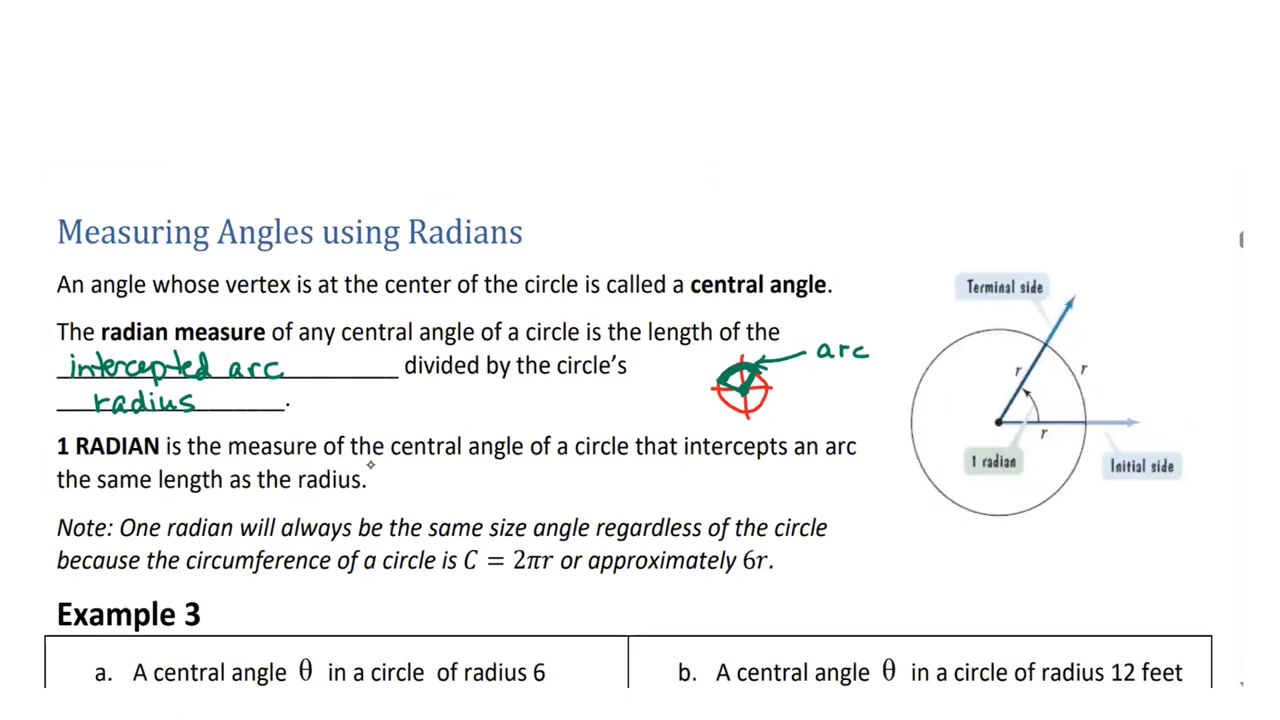 Measuring Angles using Radians
An angle whose vertex is at the center of the circle is called a central angle.
The radian measure of any central angle of a circle is the length of the
intercepted arc divided by the circle's
radius.
arc
1 RADIAN is the measure of the central angle of a circle that intercepts an arc
the same length as the radius.
Note: One radian will always be the same size angle regardless of the circle
because the circumference of a circle is C = 2πr or approximately 6r.
Terminal side
r
r
r
1 radian
Initial side
Example 3
a. A central angle θ in a circle of radius 6
b. A central angle θ in a circle of radius 12 feet